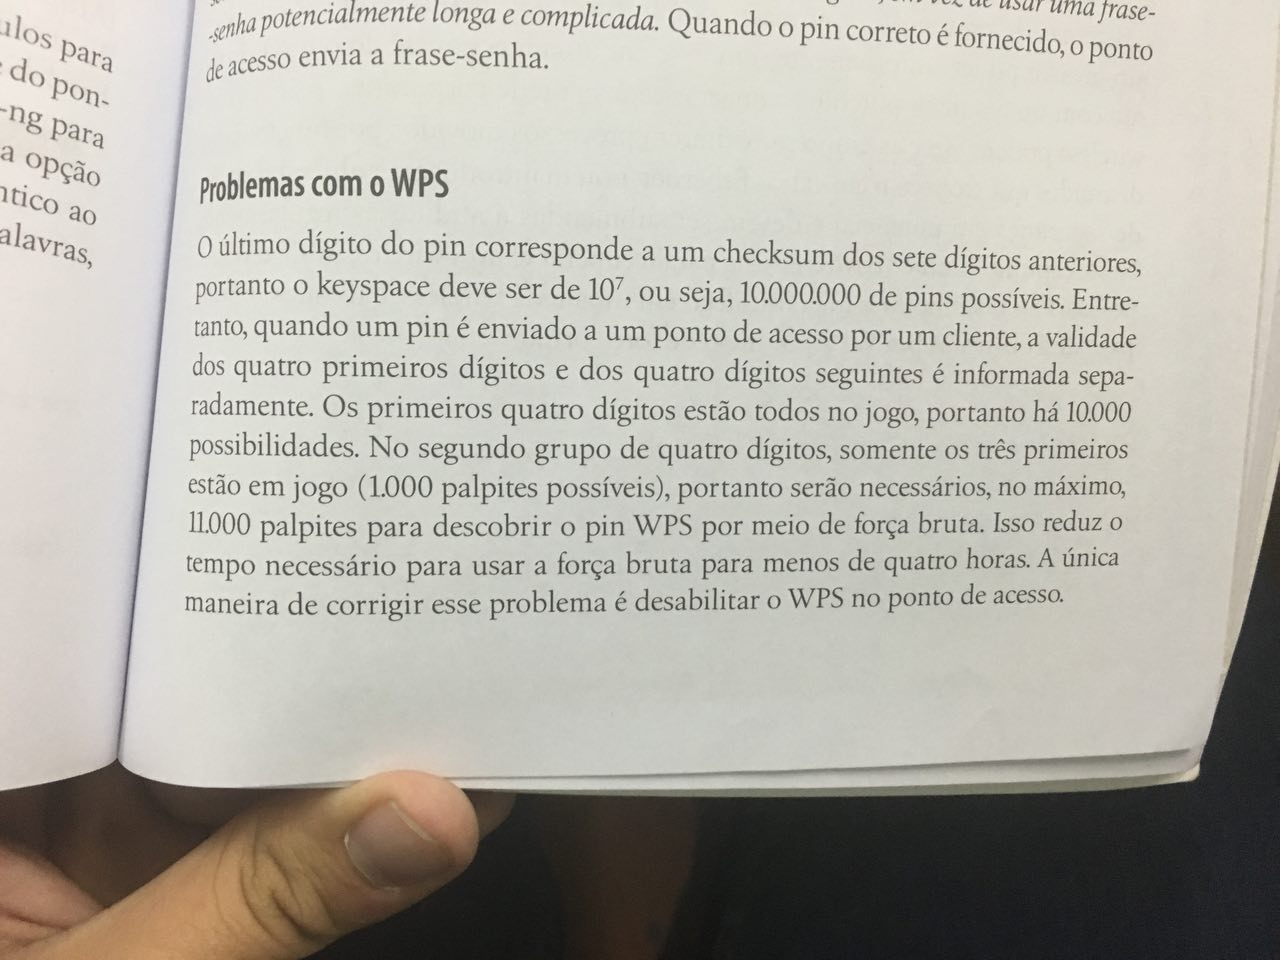 ulos para
do pon-
-ng para
a opção
ntico ao
alavras,
vez de usar uma frase-
-senha potencialmente longa e complicada. Quando o pin correto é fornecido, o ponto
de acesso envia a frase-senha.
Problemas com o WPS
O último dígito do pin corresponde a um checksum dos sete dígitos anteriores,
portanto o keyspace deve ser de 10⁷, ou seja, 10.000.000 de pins possíveis. Entre-
tanto, quando um pin é enviado a um ponto de acesso por um cliente, a validade
dos quatro primeiros dígitos e dos quatro dígitos seguintes é informada sepa-
radamente. Os primeiros quatro dígitos estão todos no jogo, portanto há 10.000
possibilidades. No segundo grupo de quatro dígitos, somente os três primeiros
estão em jogo (1.000 palpites possíveis), portanto serão necessários, no máximo,
11.000 palpites para descobrir o pin WPS por meio de força bruta. Isso reduz o
tempo necessário para usar a força bruta para menos de quatro horas. A única
maneira de corrigir esse problema é desabilitar o WPS no ponto de acesso.